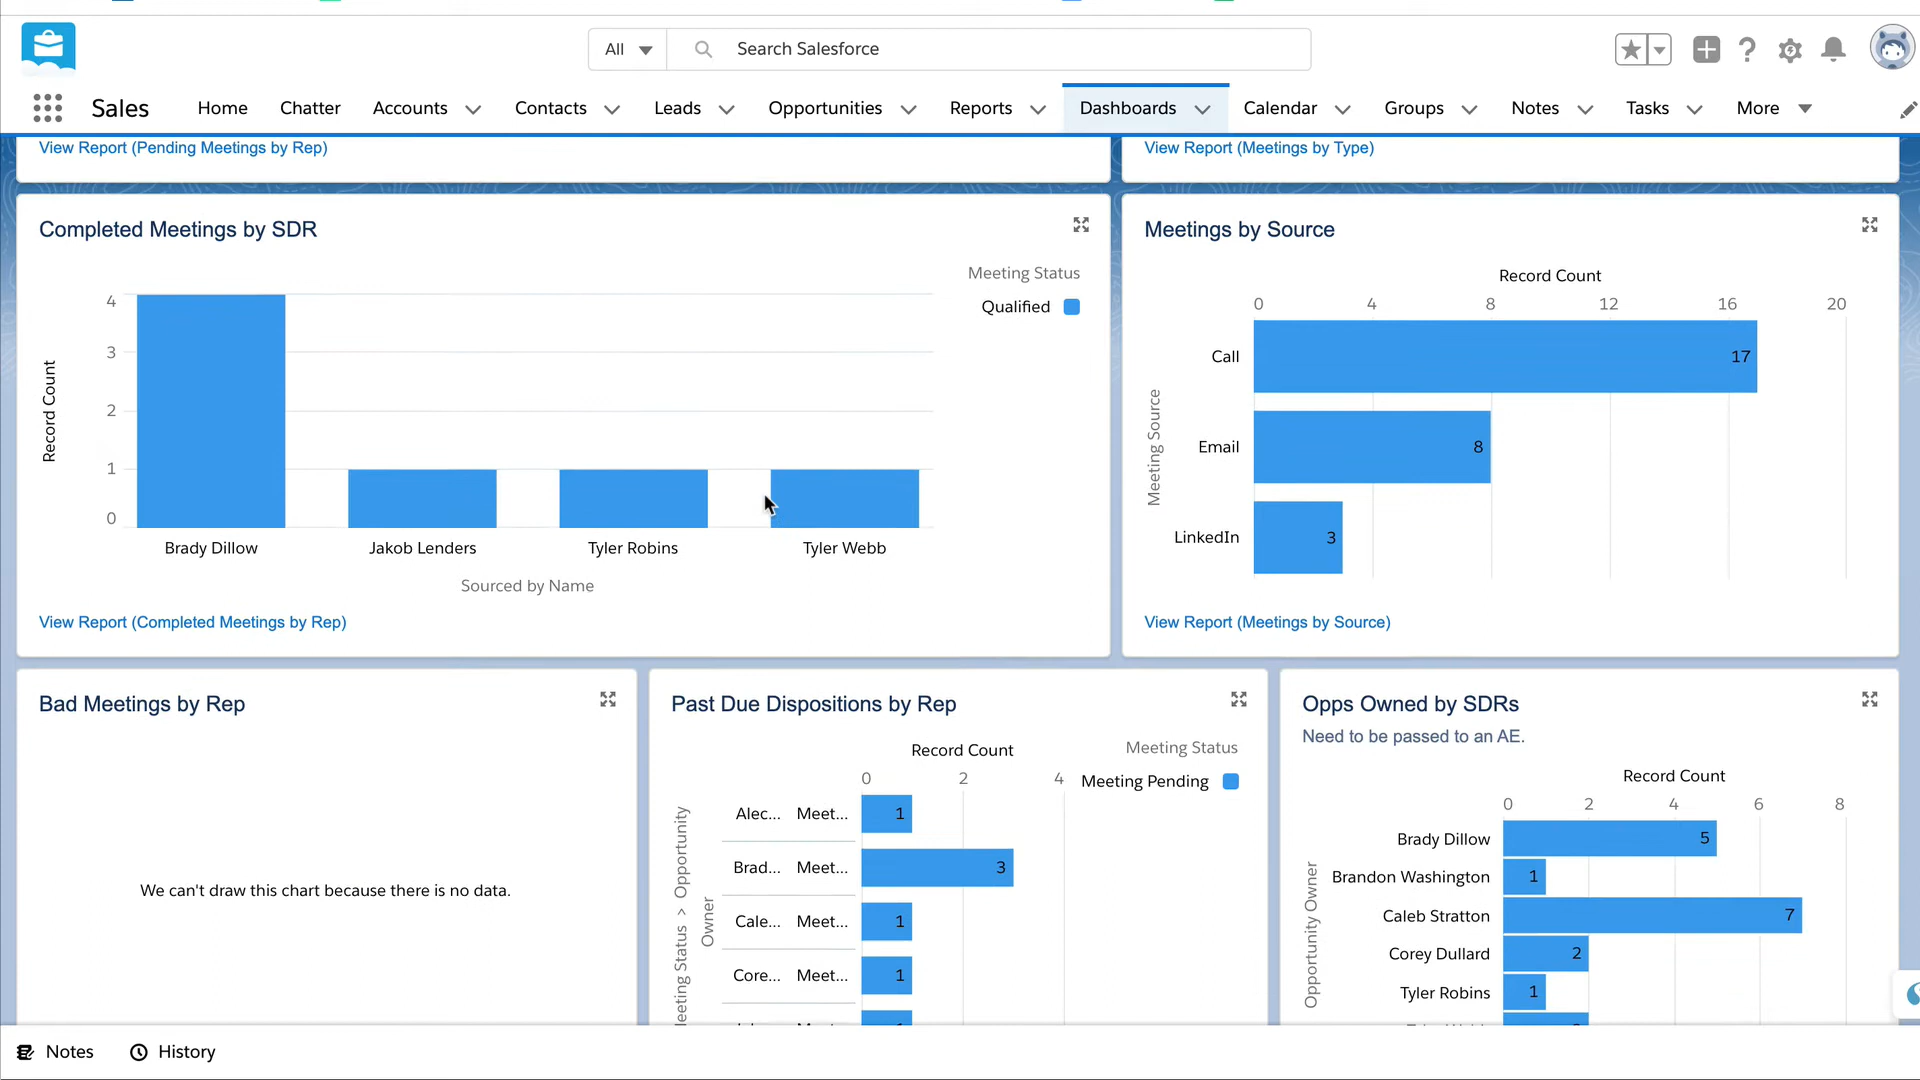 All
Search Salesforce
Sales
Home
Chatter
Accounts
Contacts
Leads
Opportunities
Reports
Dashboards
Calendar
Groups
Notes
Tasks
More
View Report (Pending Meetings by Rep)
View Report (Meetings by Type)
Completed Meetings by SDR
Meeting Status
Qualified
Record Count
4
3
2
1
0
Brady Dillow
Jakob Lenders
Tyler Robins
Tyler Webb
Sourced by Name
View Report (Completed Meetings by Rep)
Meetings by Source
Record Count
0 4 8 12 16 20
Meeting Source
Call 17
Email 8
LinkedIn 3
View Report (Meetings by Source)
Bad Meetings by Rep
We can't draw this chart because there is no data.
Past Due Dispositions by Rep
Record Count
Meeting Status
0 2 4
Meeting Pending
Meeting Status > Opportunity
Owner
Alec... Meet... 1
Brad... Meet... 3
Cale... Meet... 1
Core... Meet... 1
Opps Owned by SDRs
Need to be passed to an AE.
Record Count
0 2 4 6 8
Opportunity Owner
Brady Dillow 5
Brandon Washington 1
Caleb Stratton 7
Corey Dullard 2
Tyler Robins 1
Notes
History